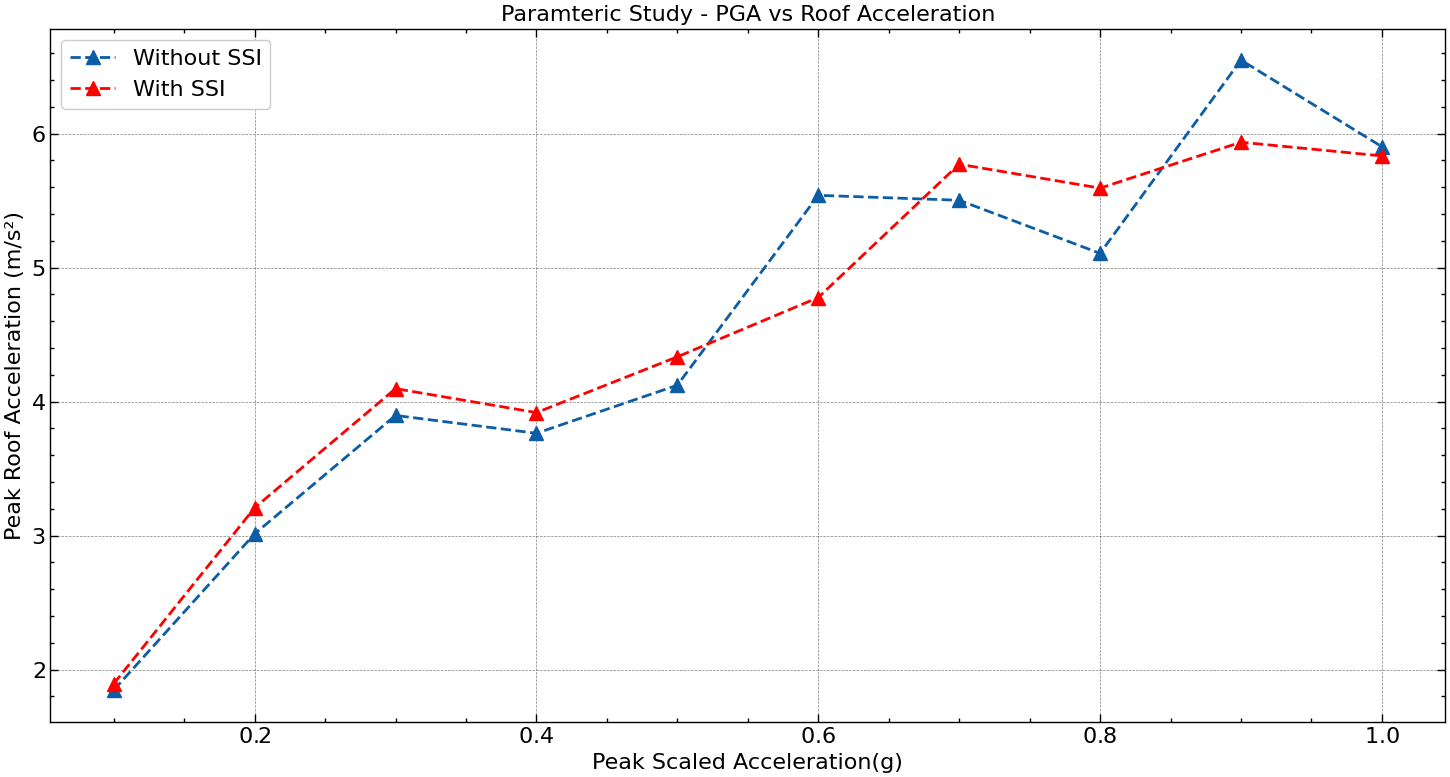 Paramteric Study - PGA vs Roof Acceleration
Without SSI
With SSI
Peak Roof Acceleration (m/s²)
6
5
4
3
2
0.2 0.4 0.6 0.8 1.0
Peak Scaled Acceleration(g)